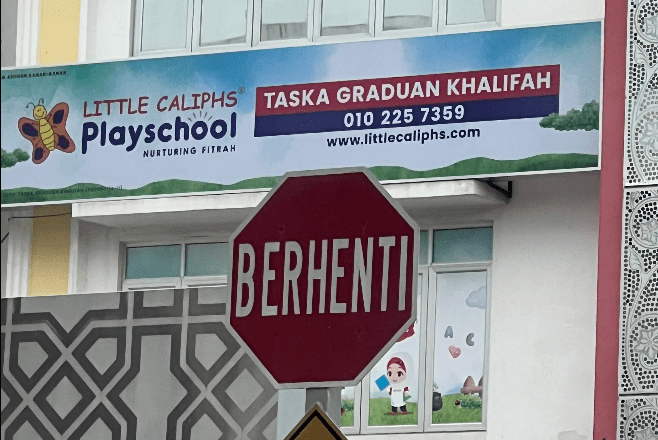 LITTLE CALIPHS®
Playschool
NURTURING FITRAH
TASKA GRADUAN KHALIFAH
010 225 7359
www.littlecaliphs.com
BERHENTI
A C